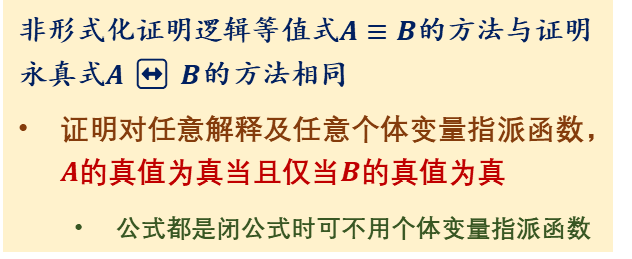 非形式化证明逻辑等值式A ≡ B的方法与证明
永真式A ↔ B的方法相同
• 证明对任意解释及任意个体变量指派函数，
A的真值为真当且仅当B的真值为真
• 公式都是闭公式时可不用个体变量指派函数